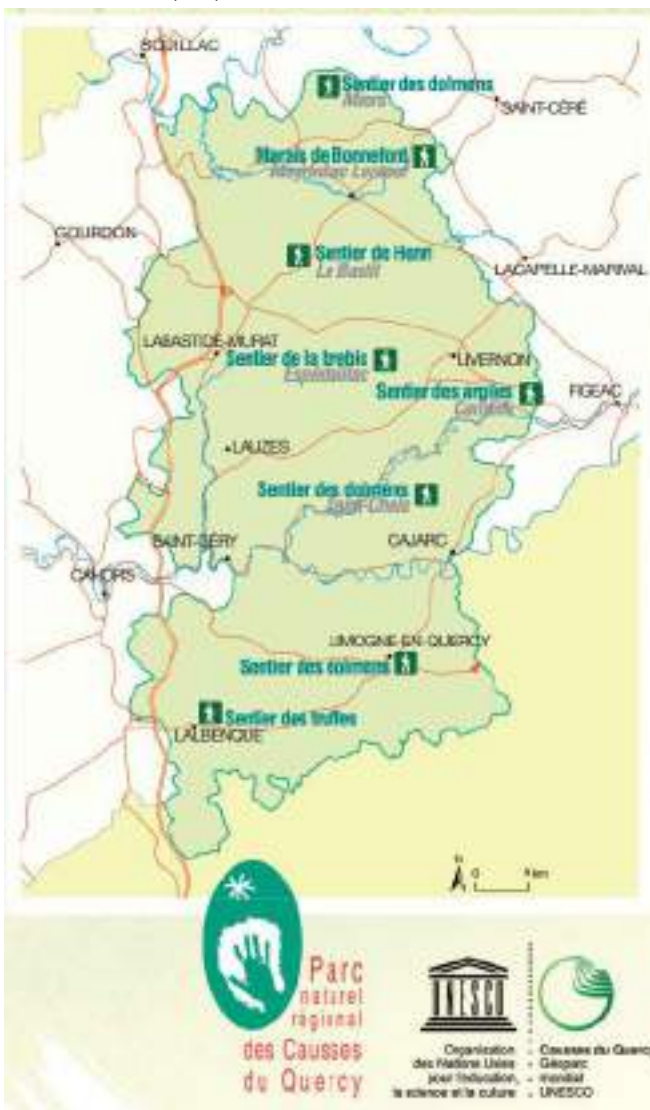 SOUILLAC
Sentier des dolmens
Miers
SAINT-CÉRÉ
Marais de Bonnefont
GOURDON
Sentier de
Le Bastit
LACAPELLE-MARIVAL
LABASTIDE-MURAT
Sentier de la
LIVERNON
Sentier des argiles
FIGEAC
LAUZES
Sentier des dolmens
SAINT-GÉRY
CAJARC
CAHORS
LIMOGNE-EN-QUERCY
Sentier des dolmens
Sentier des truffes
LALBENQUE
N
0
km
Parc
naturel
régional
des Causses
du Quercy
UNESCO
Organisation
des Nations Unies
pour l'éducation,
la science et la culture
Causses du Quercy
Géoparc
mondial
UNESCO